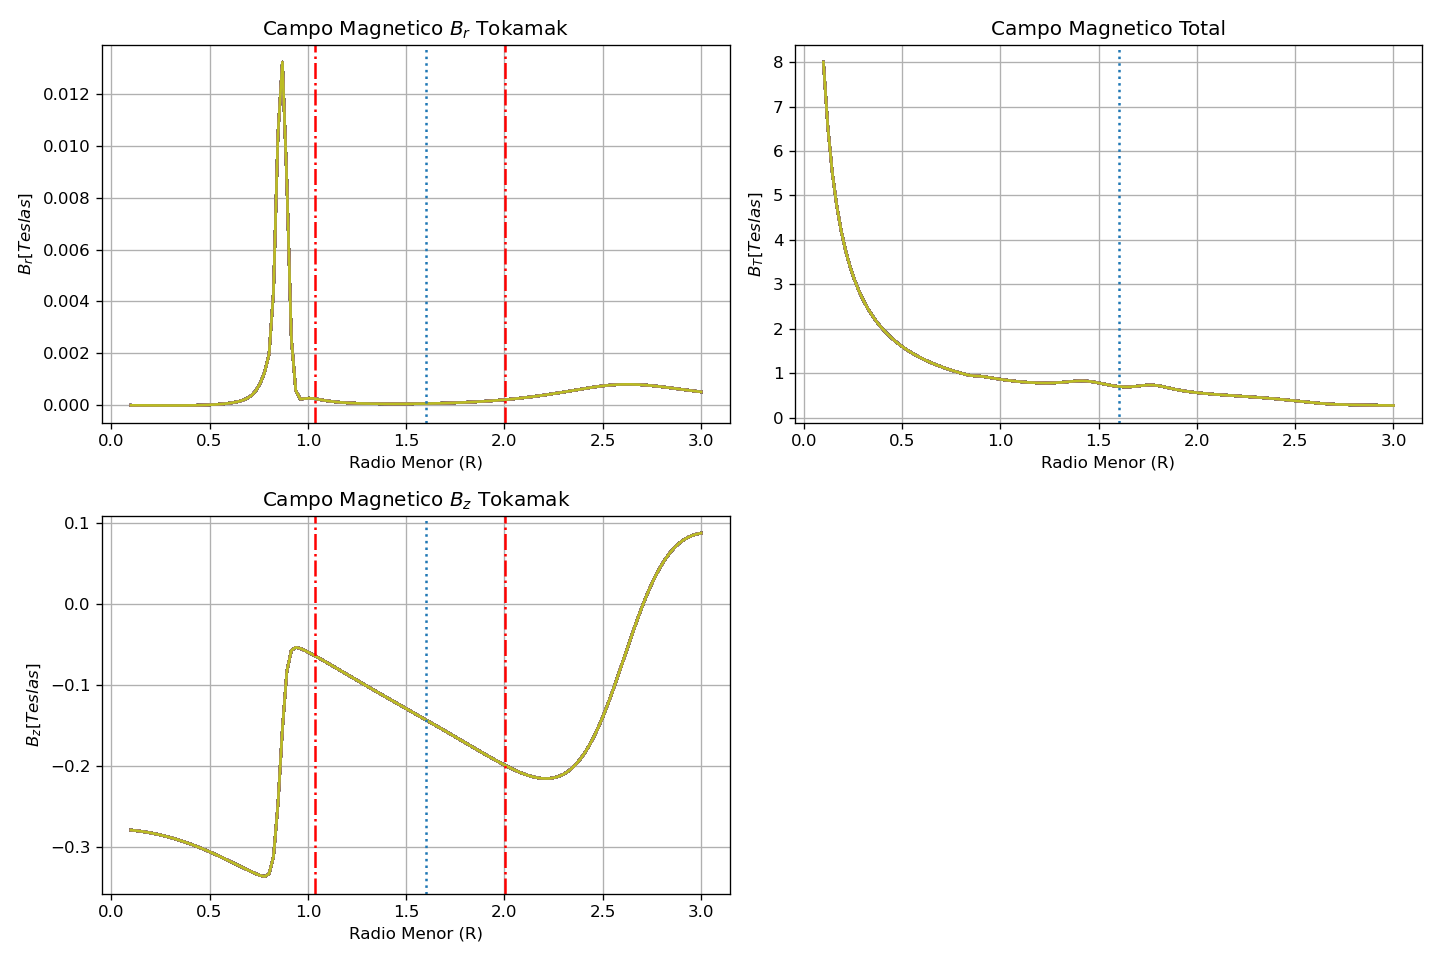 Campo Magnetico $B_r$ Tokamak
0.012
0.010
0.008
0.006
0.004
0.002
0.000
$B_r[Teslas]$
0.0 0.5 1.0 1.5 2.0 2.5 3.0
Radio Menor (R)
Campo Magnetico Total
8
7
6
5
4
3
2
1
0
$B_T[Teslas]$
0.0 0.5 1.0 1.5 2.0 2.5 3.0
Radio Menor (R)
Campo Magnetico $B_z$ Tokamak
0.1
0.0
−0.1
−0.2
−0.3
$B_z[Teslas]$
0.0 0.5 1.0 1.5 2.0 2.5 3.0
Radio Menor (R)